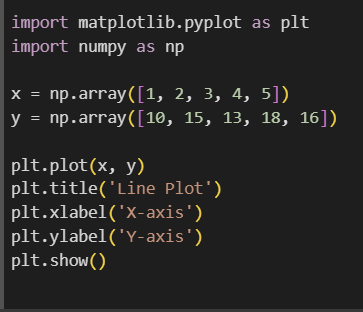 import matplotlib.pyplot as plt
import numpy as np
x = np.array([1, 2, 3, 4, 5])
y = np.array([10, 15, 13, 18, 16])
plt.plot(x, y)
plt.title('Line Plot')
plt.xlabel('X-axis')
plt.ylabel('Y-axis')
plt.show()